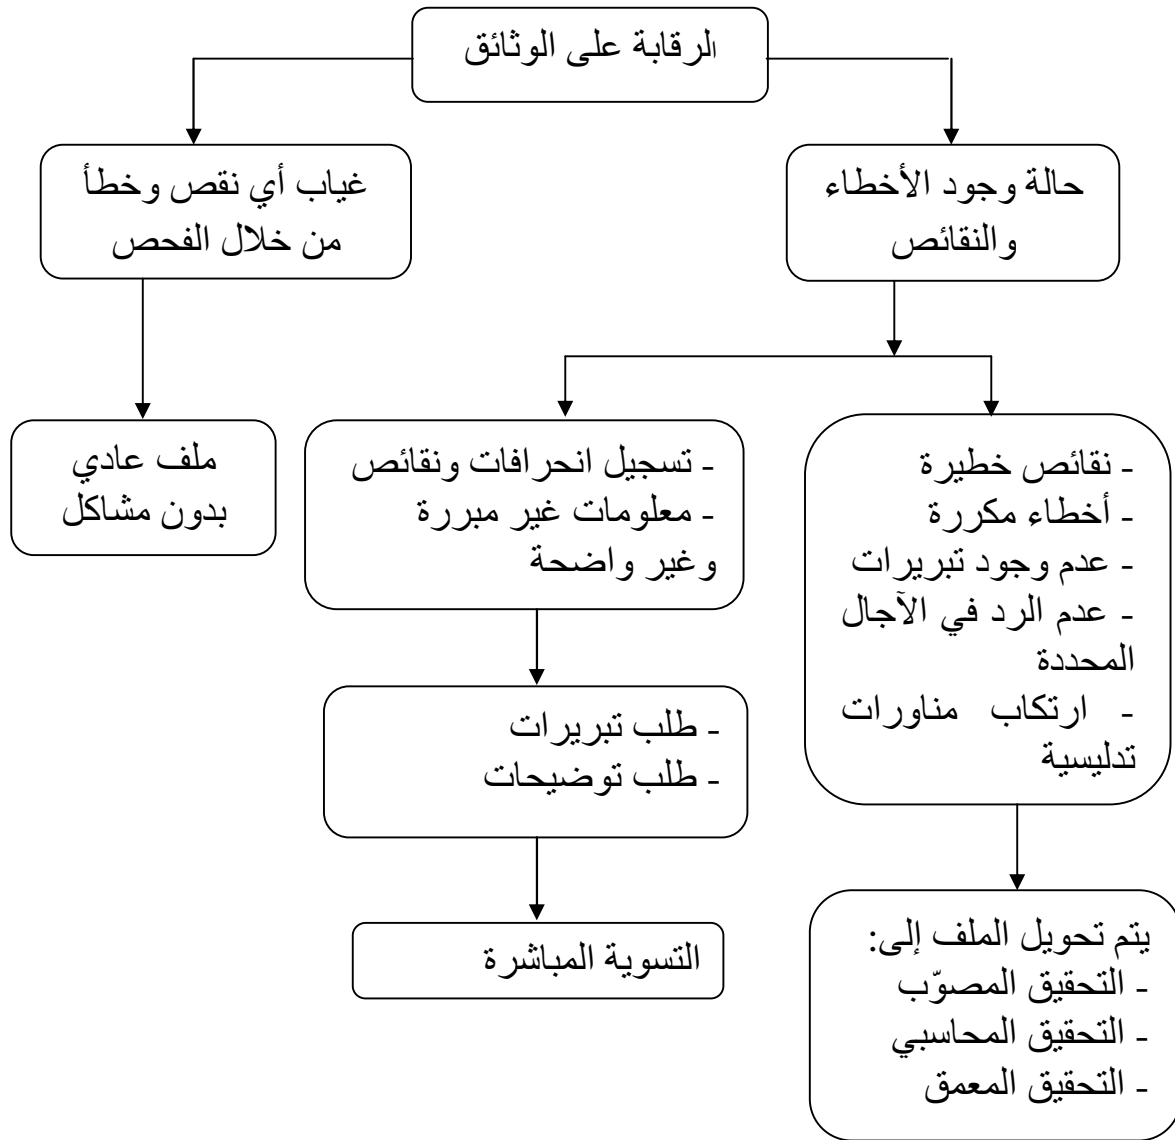 الرقابة على الوثائق
حالة وجود الأخطاء
والنقائص
غياب أي نقص وخطأ
من خلال الفحص
- نقائص خطيرة
- أخطاء مكررة
- عدم وجود تبريرات
- عدم الرد في الآجال
المحددة
- ارتكاب مناورات
تدليسية
- تسجيل انحرافات ونقائص
- معلومات غير مبررة
وغير واضحة
ملف عادي
بدون مشاكل
- طلب تبريرات
- طلب توضيحات
يتم تحويل الملف إلى:
- التحقيق المصوّب
- التحقيق المحاسبي
- التحقيق المعمق
التسوية المباشرة